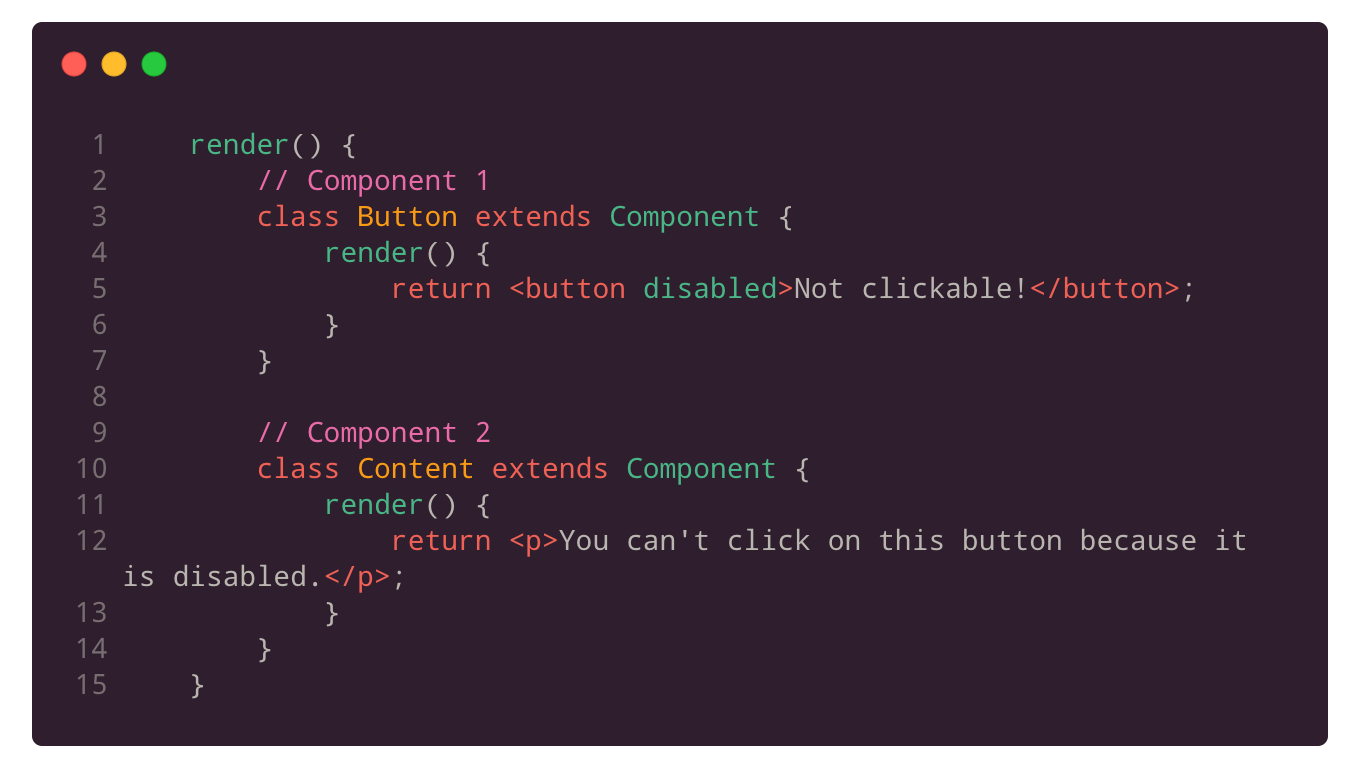 1     render() {
2         // Component 1
3         class Button extends Component {
4             render() {
5                 return <button disabled>Not clickable!</button>;
6             }
7         }
8
9         // Component 2
10         class Content extends Component {
11             render() {
12                 return <p>You can't click on this button because it
is disabled.</p>;
13             }
14         }
15     }